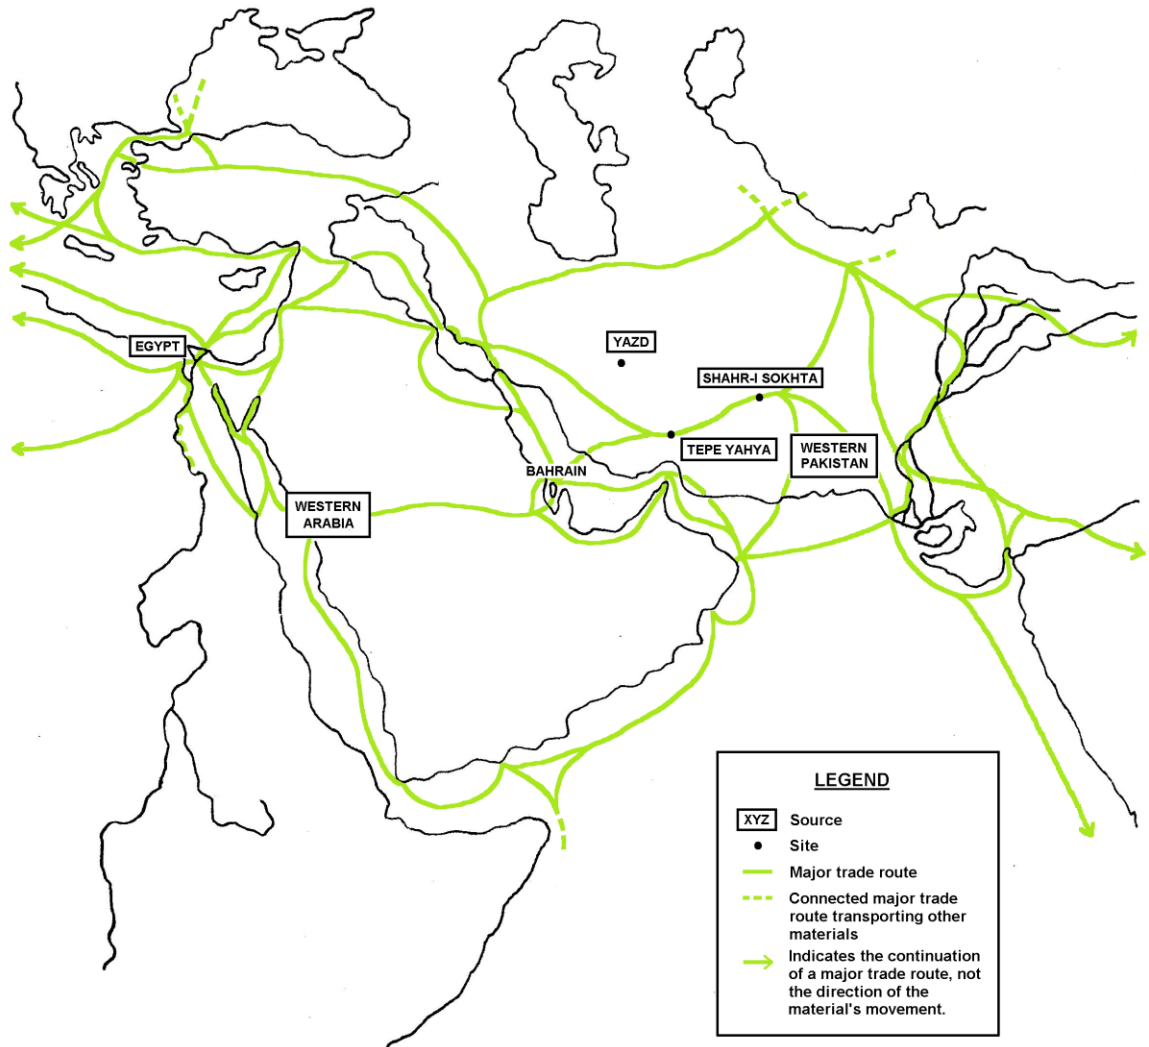 EGYPT
YAZD
SHAHR-I SOKHTA
TEPE YAHYA
WESTERN
PAKISTAN
BAHRAIN
WESTERN
ARABIA
LEGEND
XYZ Source
Site
Major trade route
Connected major trade
route transporting other
materials
Indicates the continuation
of a major trade route, not
the direction of the
material's movement.